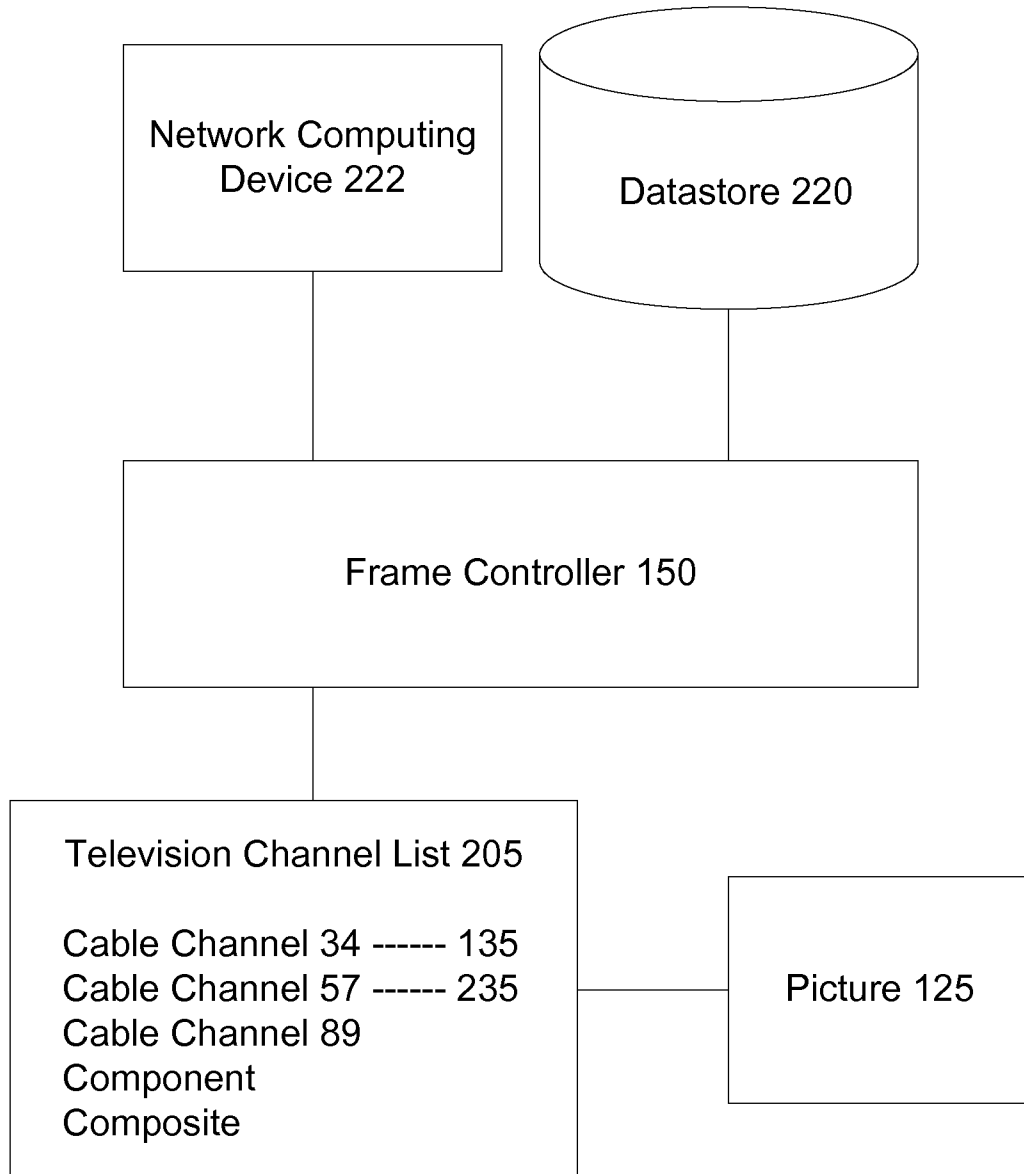 Network Computing
Device 222
Datastore 220
Frame Controller 150
Television Channel List 205
Cable Channel 34 ------ 135
Cable Channel 57 ------ 235
Cable Channel 89
Component
Composite
Picture 125